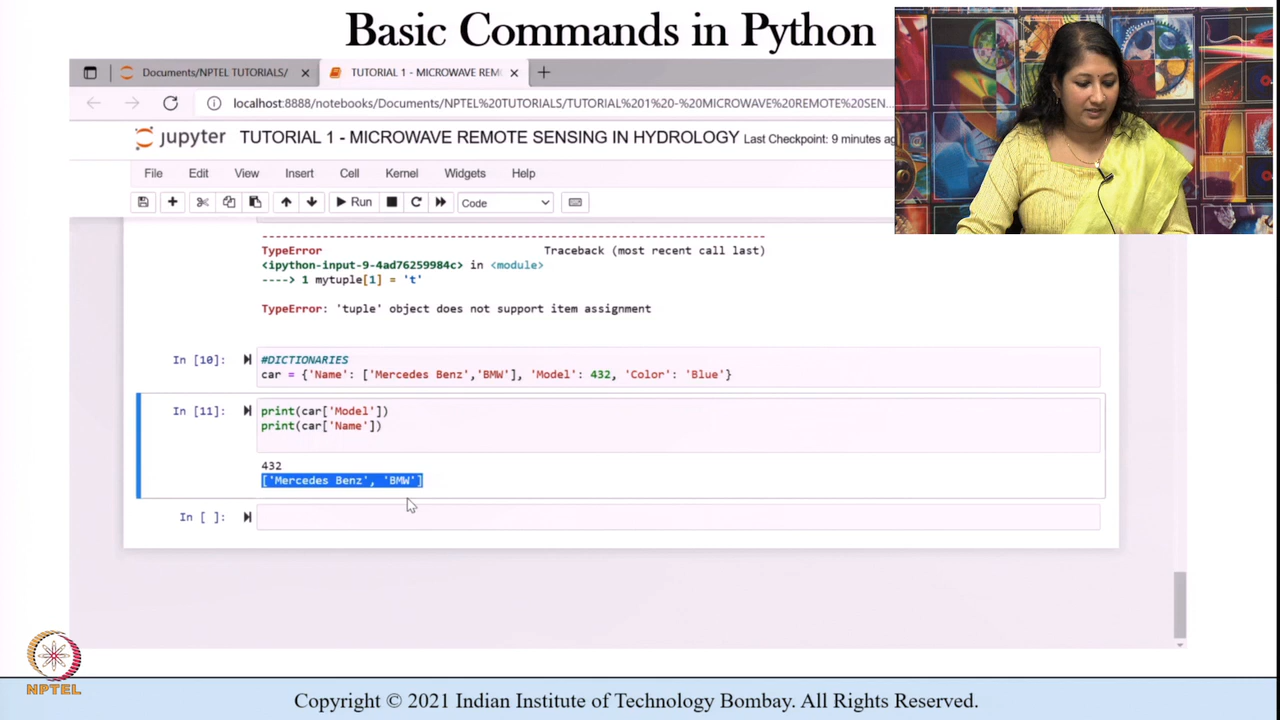 Basic Commands in Python
Documents/NPTEL TUTORIALS/
TUTORIAL 1 - MICROWAVE REM
localhost:8888/notebooks/Documents/NPTEL%20TUTORIALS/TUTORIAL%201%20-%20MICROWAVE%20REMOTE%20SEN...
jupyter TUTORIAL 1 - MICROWAVE REMOTE SENSING IN HYDROLOGY Last Checkpoint: 9 minutes ag
File Edit View Insert Cell Kernel Widgets Help
Run Code
TypeError Traceback (most recent call last)
<ipython-input-9-4ad76259984c> in <module>
----> 1 mytuple[1] = 't'
TypeError: 'tuple' object does not support item assignment
In [10]: #DICTIONARIES
car = {'Name': ['Mercedes Benz','BMW'], 'Model': 432, 'Color': 'Blue'}
In [11]: print(car['Model'])
print(car['Name'])
432
['Mercedes Benz', 'BMW']
In [ ]:
NPTEL
Copyright © 2021 Indian Institute of Technology Bombay. All Rights Reserved.